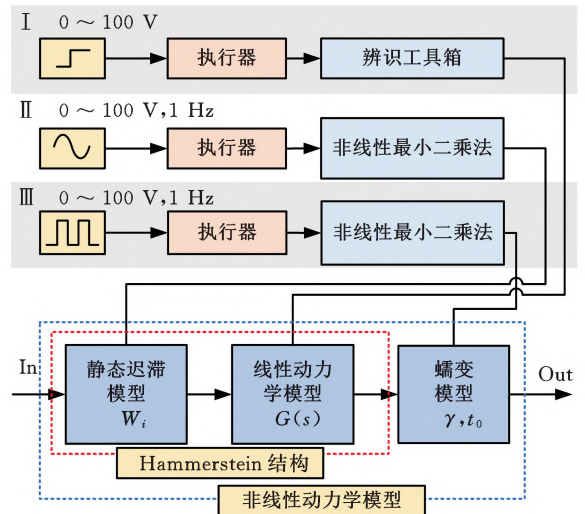 Ⅰ 0～100 V
执行器
辨识工具箱
Ⅱ 0～100 V,1 Hz
执行器
非线性最小二乘法
Ⅲ 0～100 V,1 Hz
执行器
非线性最小二乘法
In
静态迟滞
模型
Wi
线性动力
学模型
G(s)
蠕变
模型
γ,t0
Out
Hammerstein 结构
非线性动力学模型